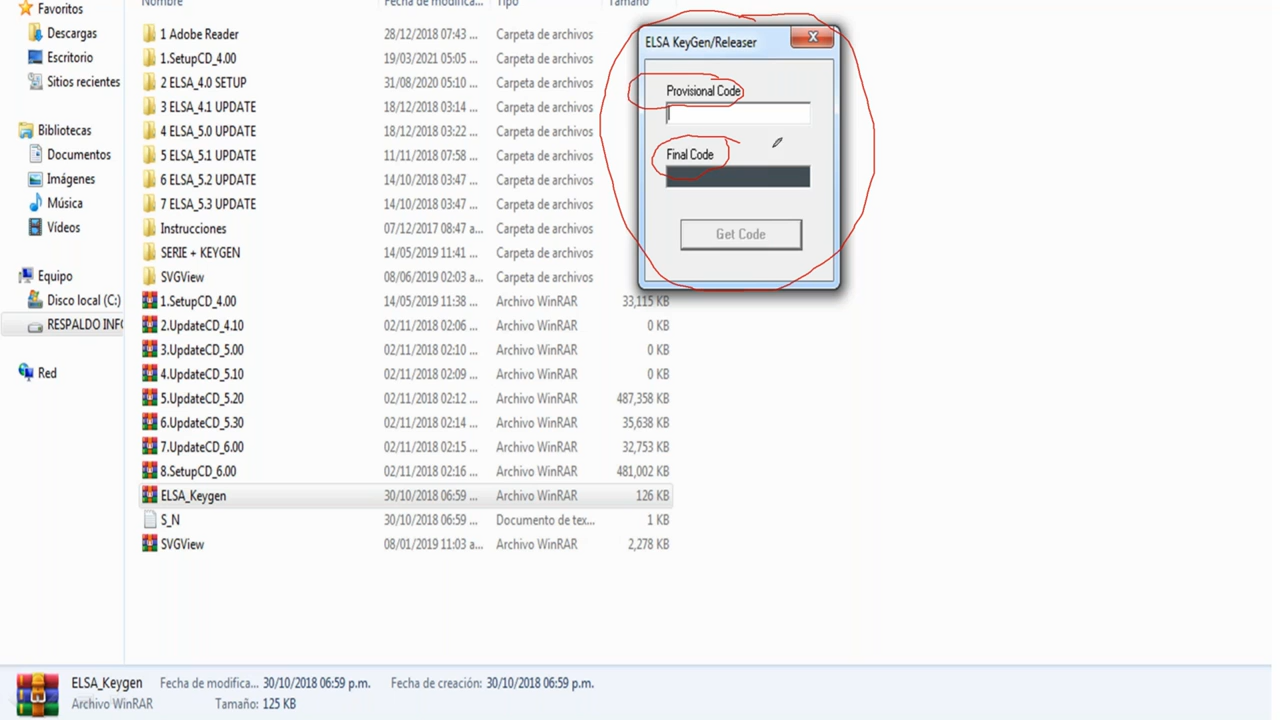 Favoritos
Descargas
Escritorio
Sitios recientes
Bibliotecas
Documentos
Imágenes
Música
Vídeos
Equipo
Disco local (C:)
RESPALDO INFO
Red
Nombre Fecha de modifica... Tipo Tamaño
1 Adobe Reader 28/12/2018 07:43 ... Carpeta de archivos
1.SetupCD_4.00 19/03/2021 05:05 ... Carpeta de archivos
2 ELSA_4.0 SETUP 31/08/2020 05:10 ... Carpeta de archivos
3 ELSA_4.1 UPDATE 18/12/2018 03:14 ... Carpeta de archivos
4 ELSA_5.0 UPDATE 18/12/2018 03:22 ... Carpeta de archivos
5 ELSA_5.1 UPDATE 11/11/2018 07:58 ... Carpeta de archivos
6 ELSA_5.2 UPDATE 14/10/2018 03:47 ... Carpeta de archivos
7 ELSA_5.3 UPDATE 14/10/2018 03:47 ... Carpeta de archivos
Instrucciones 07/12/2017 08:47 a... Carpeta de archivos
SERIE + KEYGEN 14/05/2019 11:41 ... Carpeta de archivos
SVGView 08/06/2019 02:03 a... Carpeta de archivos
1.SetupCD_4.00 14/05/2019 11:38 ... Archivo WinRAR 33,115 KB
2.UpdateCD_4.10 02/11/2018 02:06 ... Archivo WinRAR 0 KB
3.UpdateCD_5.00 02/11/2018 02:10 ... Archivo WinRAR 0 KB
4.UpdateCD_5.10 02/11/2018 02:09 ... Archivo WinRAR 0 KB
5.UpdateCD_5.20 02/11/2018 02:12 ... Archivo WinRAR 487,358 KB
6.UpdateCD_5.30 02/11/2018 02:14 ... Archivo WinRAR 35,638 KB
7.UpdateCD_6.00 02/11/2018 02:15 ... Archivo WinRAR 32,753 KB
8.SetupCD_6.00 02/11/2018 02:16 ... Archivo WinRAR 481,002 KB
ELSA_Keygen 30/10/2018 06:59 ... Archivo WinRAR 126 KB
S_N 30/10/2018 06:59 ... Documento de tex... 1 KB
SVGView 08/01/2019 11:03 a... Archivo WinRAR 2,278 KB
ELSA KeyGen/Releaser
Provisional Code
Final Code
Get Code
ELSA_Keygen Fecha de modifica... 30/10/2018 06:59 p.m. Fecha de creación: 30/10/2018 06:59 p.m.
Archivo WinRAR Tamaño: 125 KB